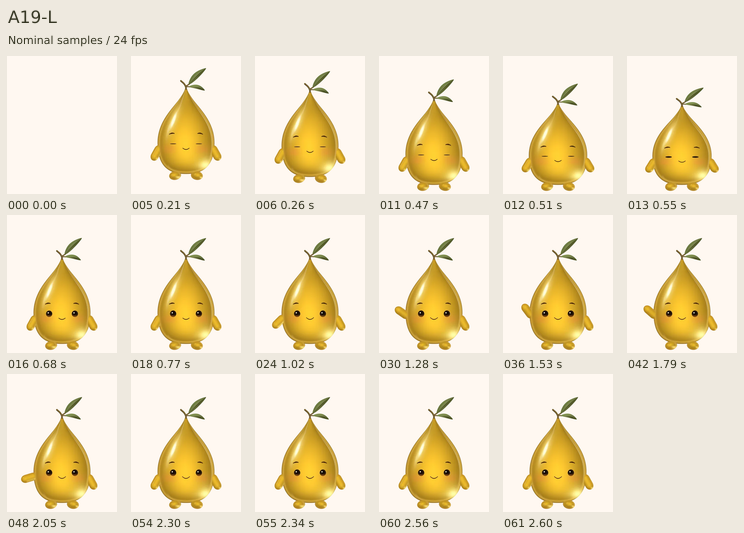 A19-L
Nominal samples / 24 fps
000 0.00 s
005 0.21 s
006 0.26 s
011 0.47 s
012 0.51 s
013 0.55 s
016 0.68 s
018 0.77 s
024 1.02 s
030 1.28 s
036 1.53 s
042 1.79 s
048 2.05 s
054 2.30 s
055 2.34 s
060 2.56 s
061 2.60 s